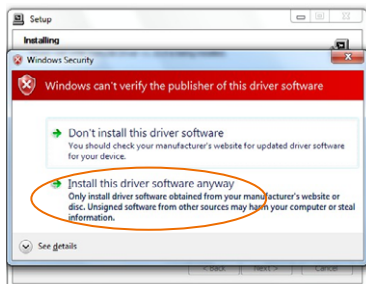 Setup
Installing
Windows Security
Windows can't verify the publisher of this driver software
Don't install this driver software
You should check your manufacturer's website for updated driver software
for your device.
Install this driver software anyway
Only install driver software obtained from your manufacturer's website or
disc. Unsigned software from other sources may harm your computer or steal
information.
See details
< Back Next > Cancel